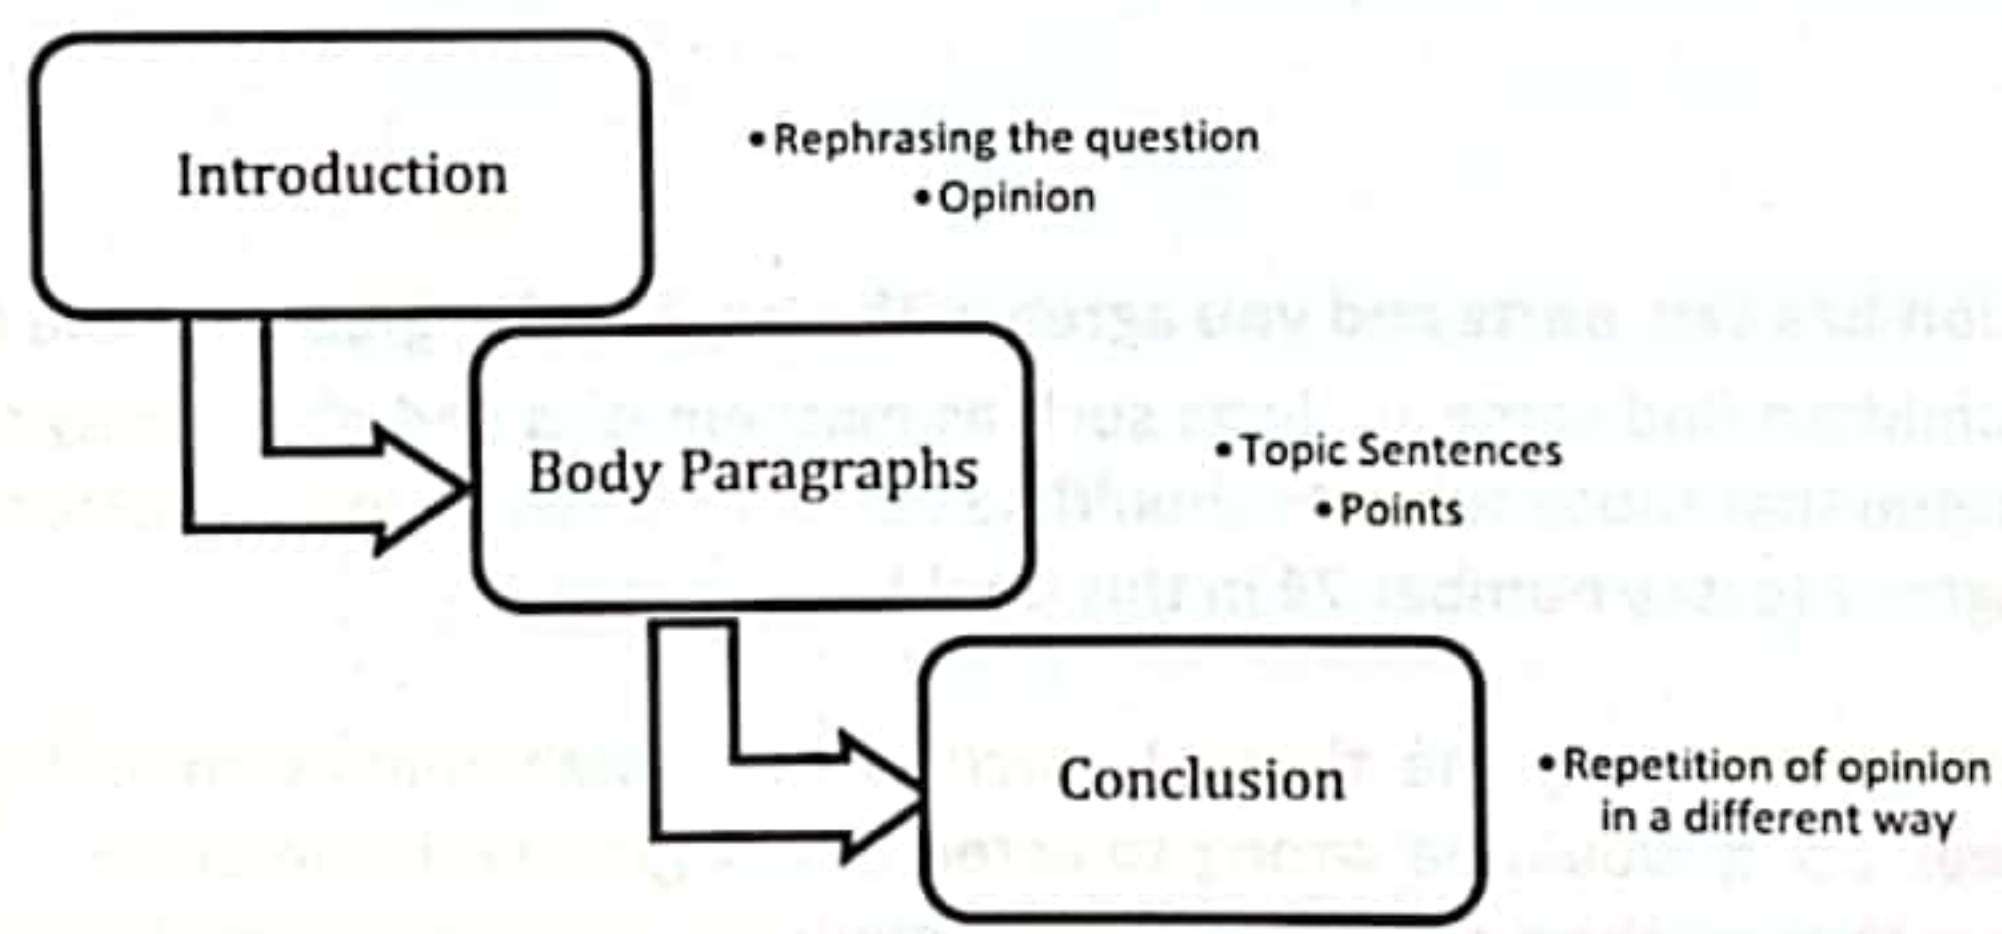 Introduction
• Rephrasing the question
• Opinion
Body Paragraphs
• Topic Sentences
• Points
Conclusion
• Repetition of opinion
in a different way